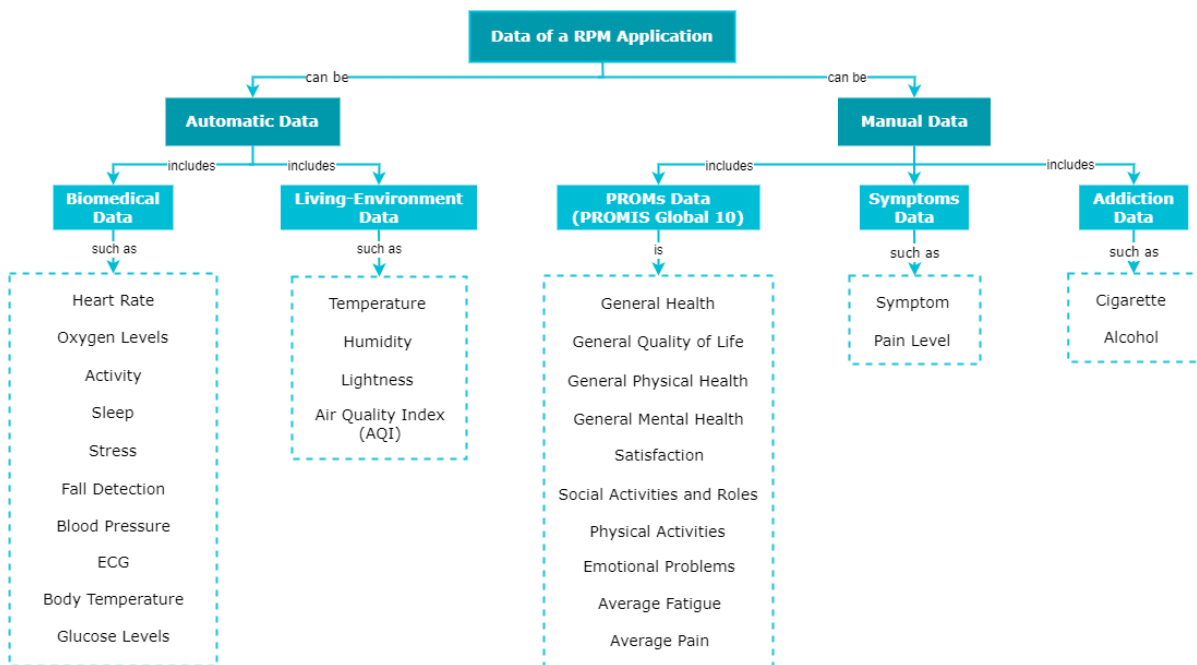 Data of a RPM Application
can be
can be
Automatic Data
Manual Data
includes
includes
includes
includes
Biomedical
Data
Living-Environment
Data
PROMs Data
(PROMIS Global 10)
Symptoms
Data
Addiction
Data
such as
such as
is
such as
such as
Heart Rate
Oxygen Levels
Activity
Sleep
Stress
Fall Detection
Blood Pressure
ECG
Body Temperature
Glucose Levels
Temperature
Humidity
Lightness
Air Quality Index
(AQI)
General Health
General Quality of Life
General Physical Health
General Mental Health
Satisfaction
Social Activities and Roles
Physical Activities
Emotional Problems
Average Fatigue
Average Pain
Symptom
Pain Level
Cigarette
Alcohol